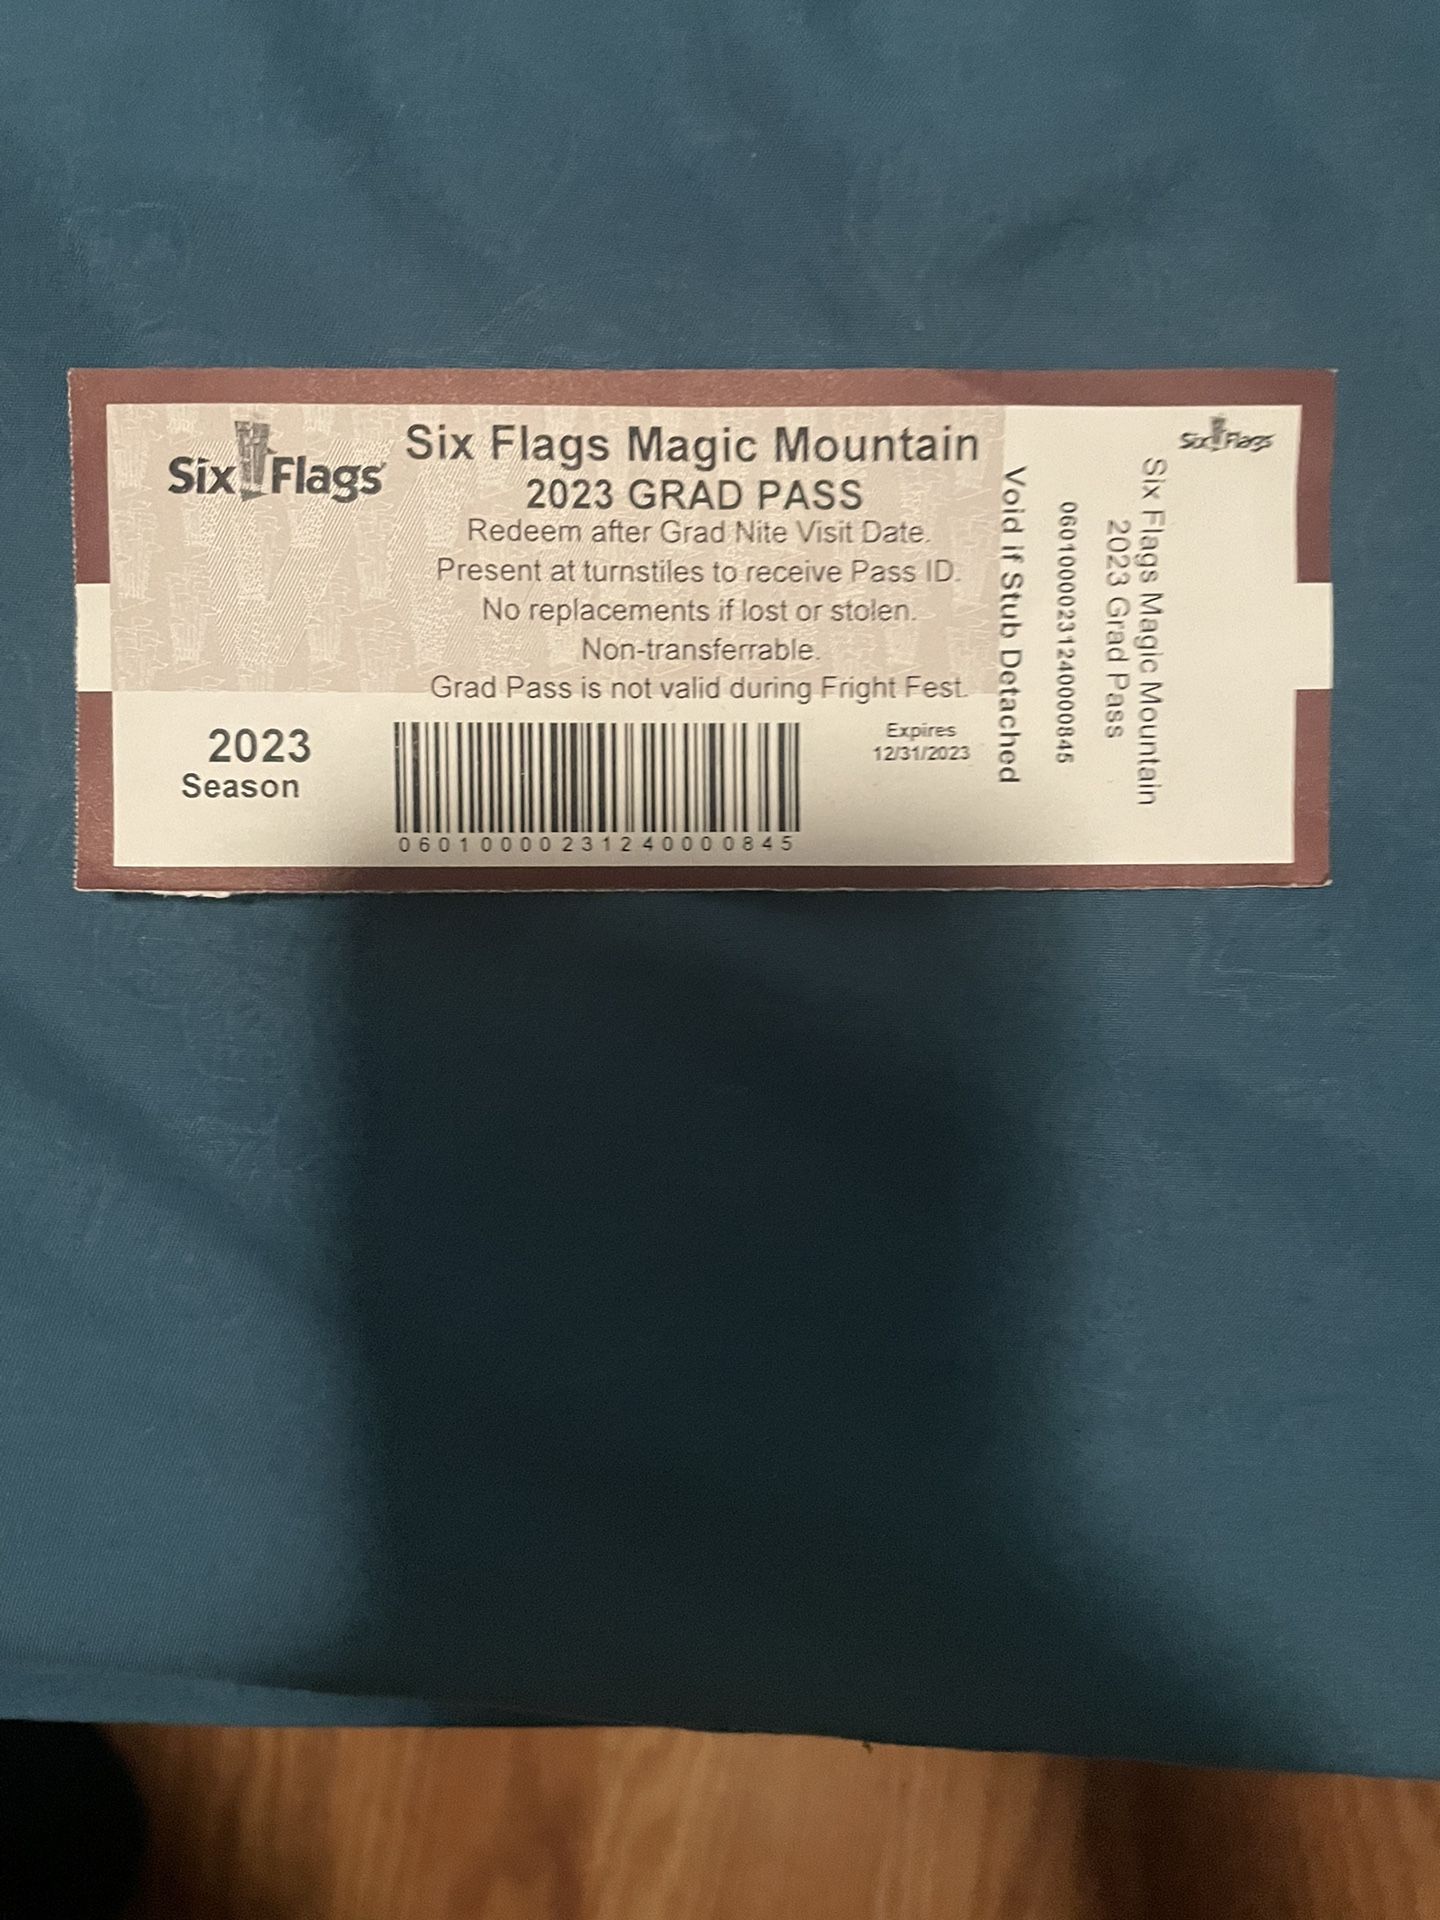 Six Flags
Six Flags Magic Mountain
2023 GRAD PASS
Redeem after Grad Nite Visit Date.
Present at turnstiles to receive Pass ID.
No replacements if lost or stolen.
Non-transferrable.
Grad Pass is not valid during Fright Fest.
2023
Season
06010000231240000845
Expires
12/31/2023
Void if Stub Detached
06010000231240000845
Six Flags Magic Mountain
2023 Grad Pass
Six Flags